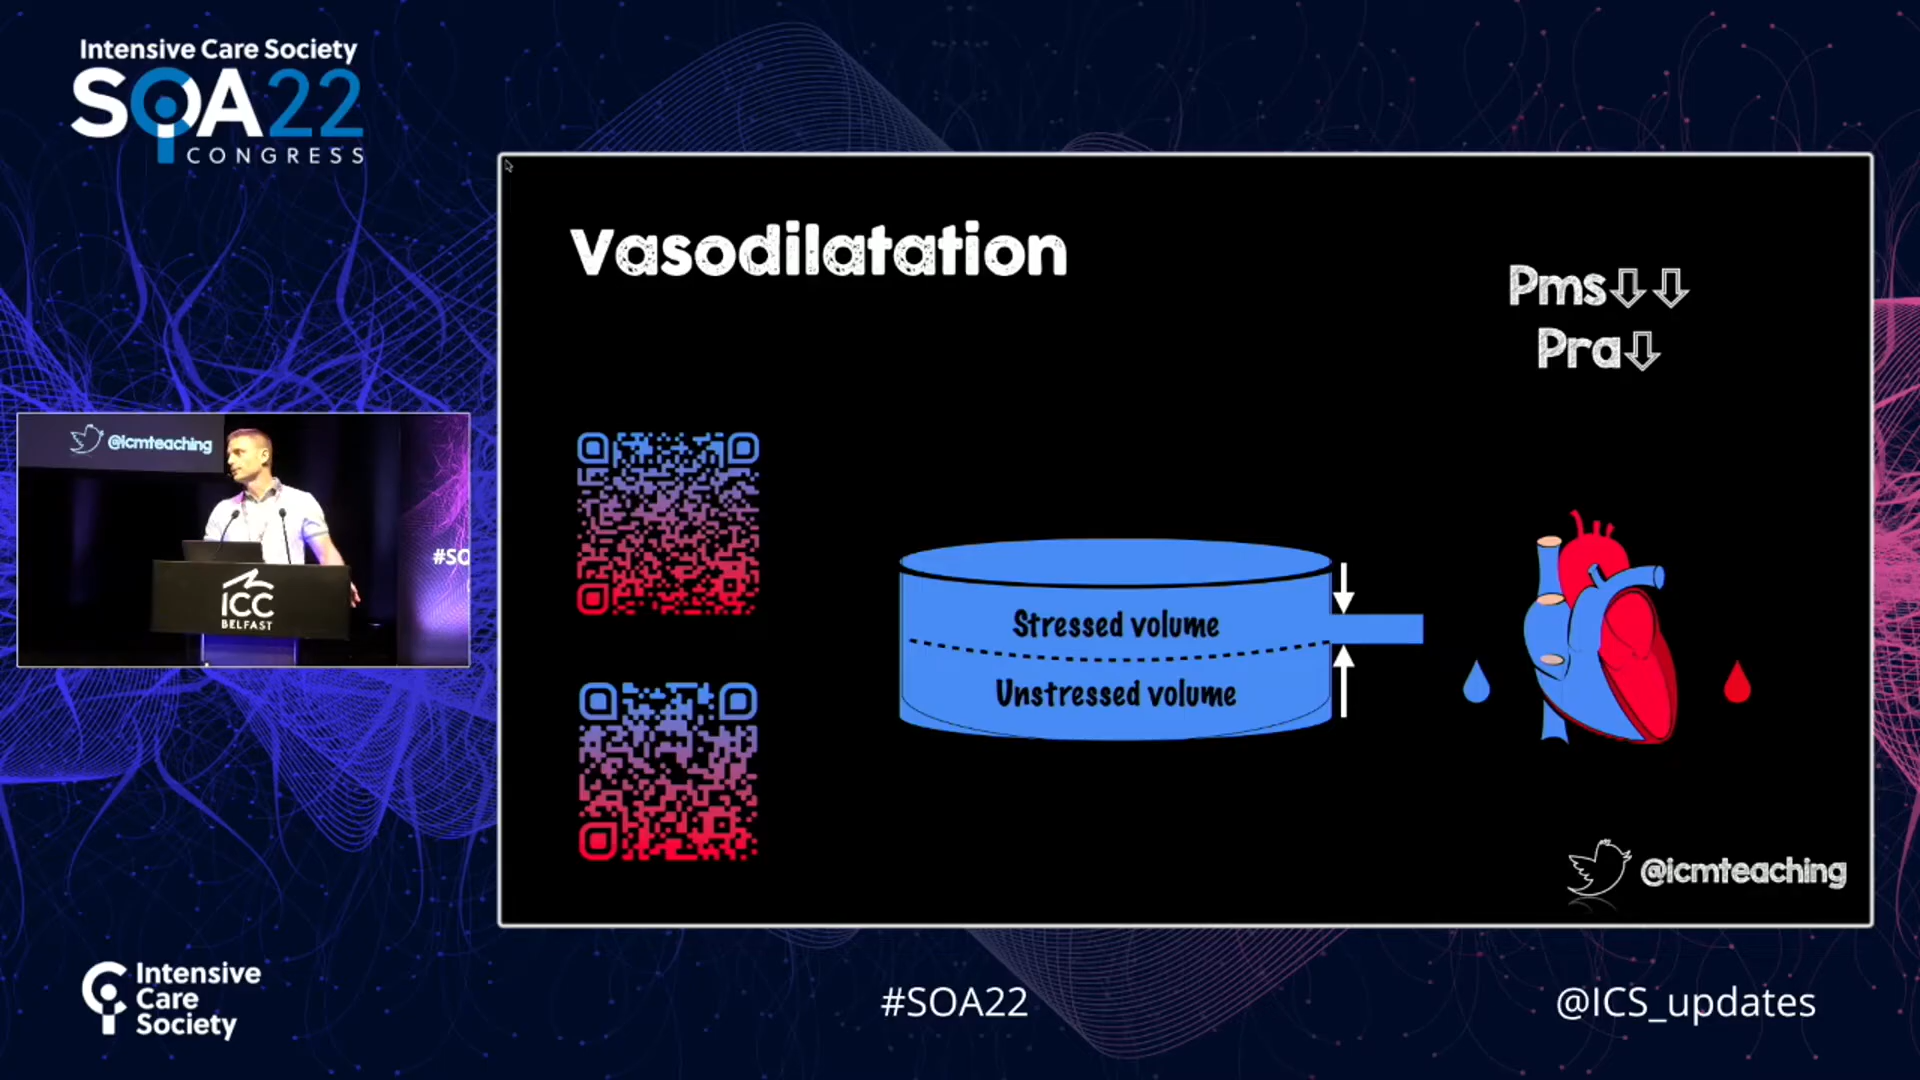 Intensive Care Society
SOA22
CONGRESS
Vasodilatation
Pms⇩⇩
Pra⇩
@icmteaching
#SO
ICC
BELFAST
Stressed volume
Unstressed volume
@icmteaching
Intensive
Care
Society
#SOA22
@ICS_updates